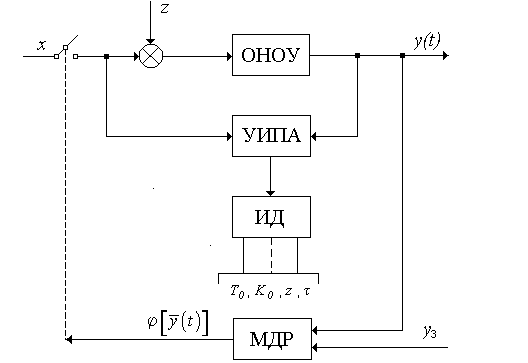 z
x
ОНОУ
y(t)
УИПА
ИД
T₀ , K₀ , z , τ
φ[y̅(t)]
МДР
y₃